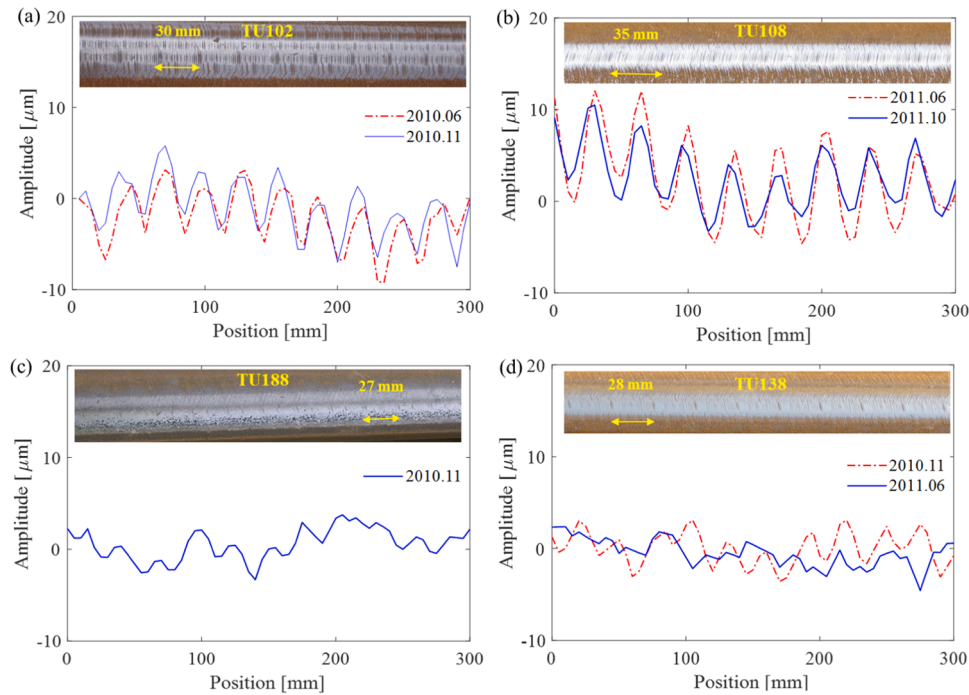 (a)
20
30 mm
TU102
10
2010.06
2010.11
0
-10
Amplitude [ μm ]
0
100
200
300
Position [mm]
(b)
20
35 mm
TU108
10
2011.06
2011.10
0
-10
Amplitude [ μm ]
0
100
200
300
Position [mm]
(c)
20
TU188
27 mm
10
2010.11
0
-10
Amplitude [ μm ]
0
100
200
300
Position [mm]
(d)
20
28 mm
TU138
10
2010.11
2011.06
0
-10
Amplitude [ μm ]
0
100
200
300
Position [mm]